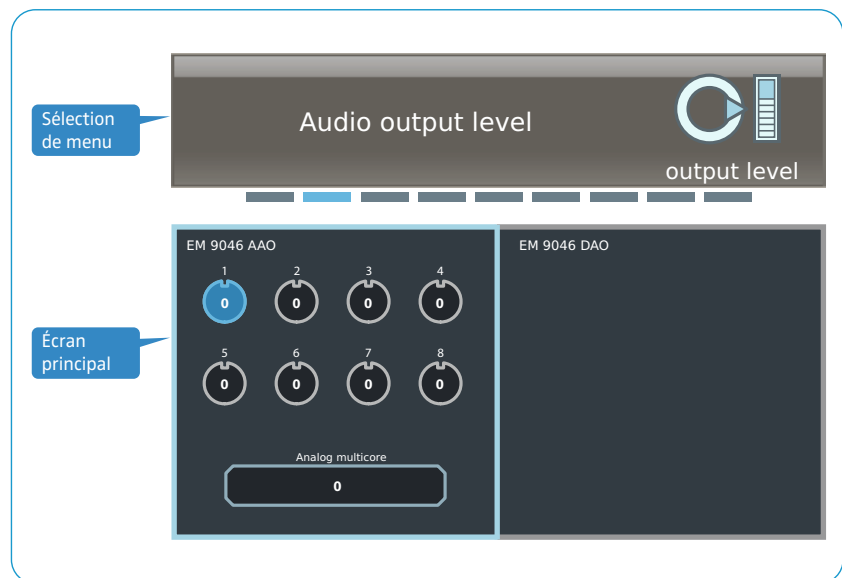 Sélection
de menu
Audio output level
output level
Écran
principal
EM 9046 AAO
1 2 3 4
0 0 0 0
5 6 7 8
0 0 0 0
Analog multicore
0
EM 9046 DAO